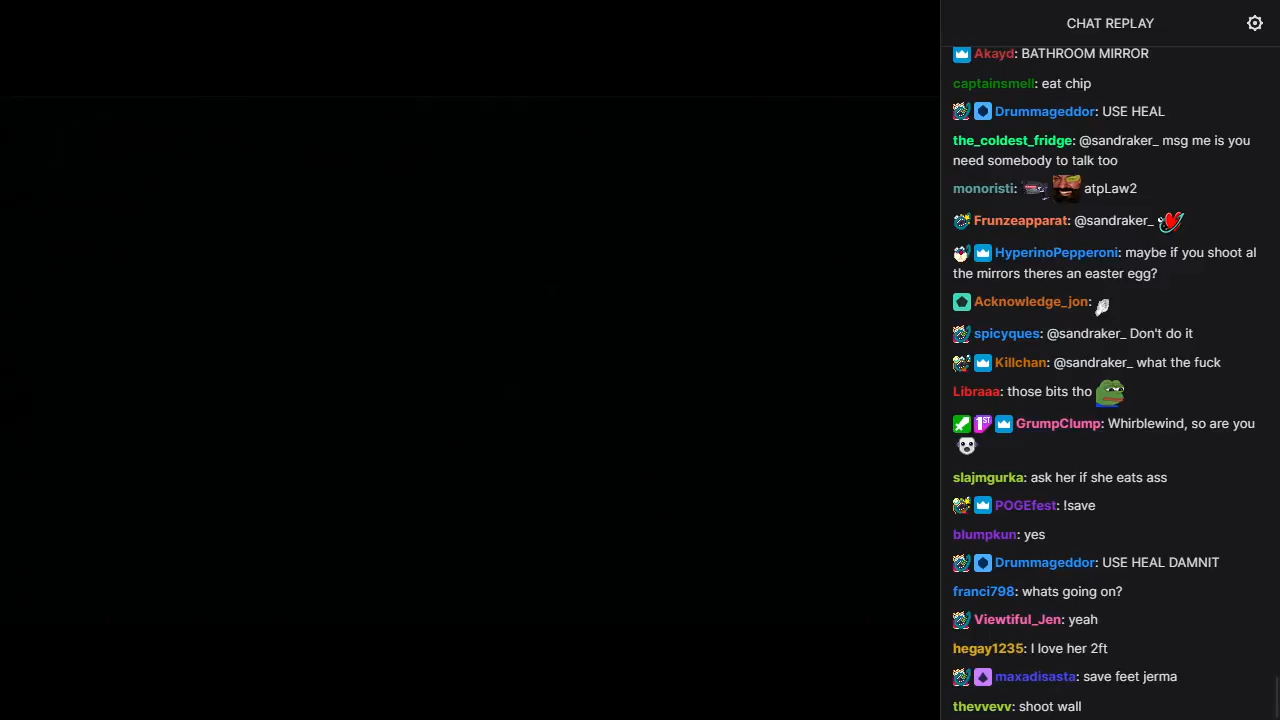 CHAT REPLAY
Akayd: BATHROOM MIRROR
captainsmell: eat chip
Drummageddor: USE HEAL
the_coldest_fridge: @sandraker_ msg me is you
need somebody to talk too
monoristi: atpLaw2
Frunzeapparat: @sandraker_
HyperinoPepperoni: maybe if you shoot al
the mirrors theres an easter egg?
Acknowledge_jon:
spicyques: @sandraker_ Don't do it
Killchan: @sandraker_ what the fuck
Libraaa: those bits tho
1ST GrumpClump: Whirblewind, so are you
slajmgurka: ask her if she eats ass
POGEfest: !save
blumpkun: yes
Drummageddor: USE HEAL DAMNIT
franci798: whats going on?
Viewtiful_Jen: yeah
hegay1235: I love her 2ft
maxadisasta: save feet jerma
thevvevv: shoot wall